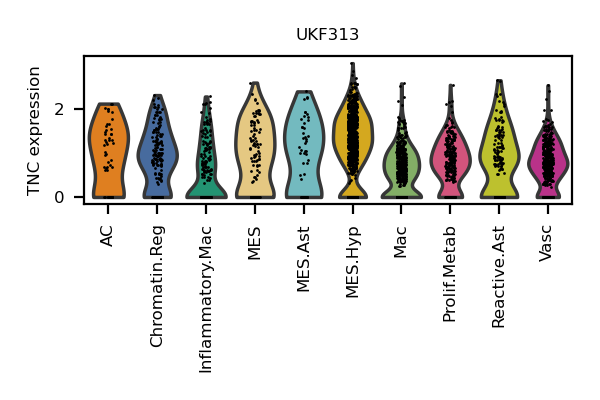 UKF313
TNC expression
2
0
AC
Chromatin.Reg
Inflammatory.Mac
MES
MES.Ast
MES.Hyp
Mac
Prolif.Metab
Reactive.Ast
Vasc